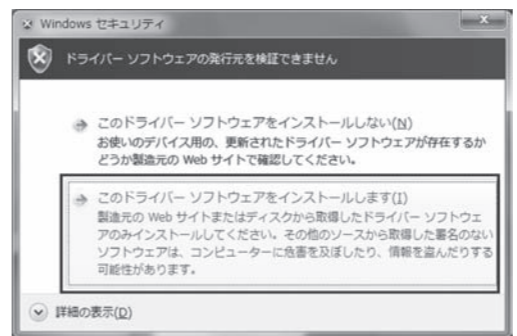 Windows セキュリティ
ドライバー ソフトウェアの発行元を検証できません
このドライバー ソフトウェアをインストールしない(N)
お使いのデバイス用の、更新されたドライバー ソフトウェアが存在するか
どうか製造元の Web サイトで確認してください。
このドライバー ソフトウェアをインストールします(I)
製造元の Web サイトまたはディスクから取得したドライバー ソフトウェ
アのみインストールしてください。その他のソースから取得した署名のない
ソフトウェアは、コンピューターに危害を及ぼしたり、情報を盗んだりする
可能性があります。
詳細の表示(D)